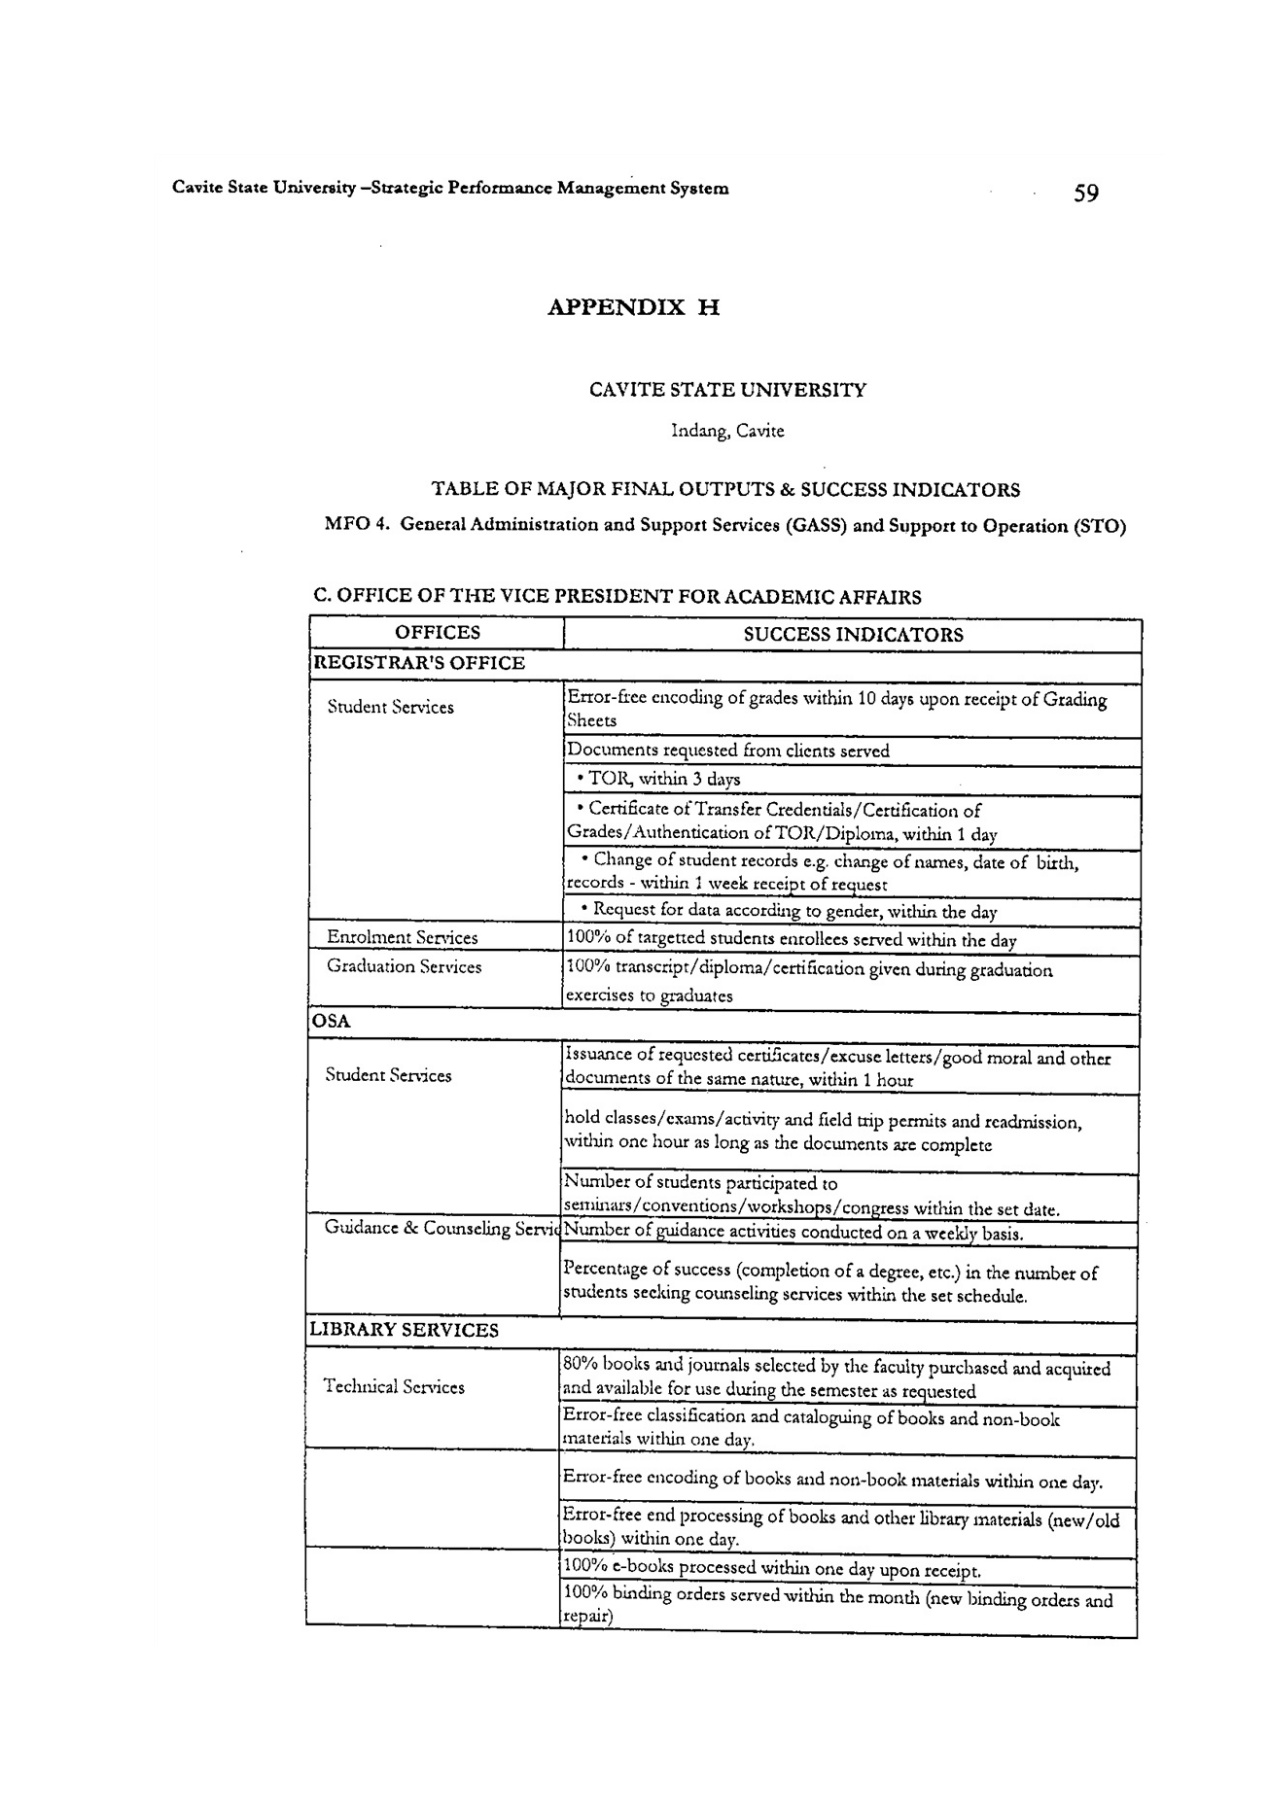 Cavite State University –Strategic Performance Management System 59
APPENDIX H
CAVITE STATE UNIVERSITY
Indang, Cavite
TABLE OF MAJOR FINAL OUTPUTS & SUCCESS INDICATORS
MFO 4. General Administration and Support Services (GASS) and Support to Operation (STO)
C. OFFICE OF THE VICE PRESIDENT FOR ACADEMIC AFFAIRS
OFFICES SUCCESS INDICATORS
REGISTRAR'S OFFICE
Student Services
Error-free encoding of grades within 10 days upon receipt of Grading
Sheets
Documents requested from clients served
• TOR, within 3 days
• Certificate of Transfer Credentials/Certification of
Grades/Authentication of TOR/Diploma, within 1 day
• Change of student records e.g. change of names, date of birth,
records - within 1 week receipt of request
• Request for data according to gender, within the day
Enrolment Services 100% of targetted students enrollees served within the day
Graduation Services 100% transcript/diploma/certification given during graduation
exercises to graduates
OSA
Student Services
Issuance of requested certificates/excuse letters/good moral and other
documents of the same nature, within 1 hour
hold classes/exams/activity and field trip permits and readmission,
within one hour as long as the documents are complete
Number of students participated to
seminars/conventions/workshops/congress within the set date.
Guidance & Counseling Servic Number of guidance activities conducted on a weekly basis.
Percentage of success (completion of a degree, etc.) in the number of
students seeking counseling services within the set schedule.
LIBRARY SERVICES
Technical Services
80% books and journals selected by the faculty purchased and acquired
and available for use during the semester as requested
Error-free classification and cataloguing of books and non-book
materials within one day.
Error-free encoding of books and non-book materials within one day.
Error-free end processing of books and other library materials (new/old
books) within one day.
100% e-books processed within one day upon receipt.
100% binding orders served within the month (new binding orders and
repair)